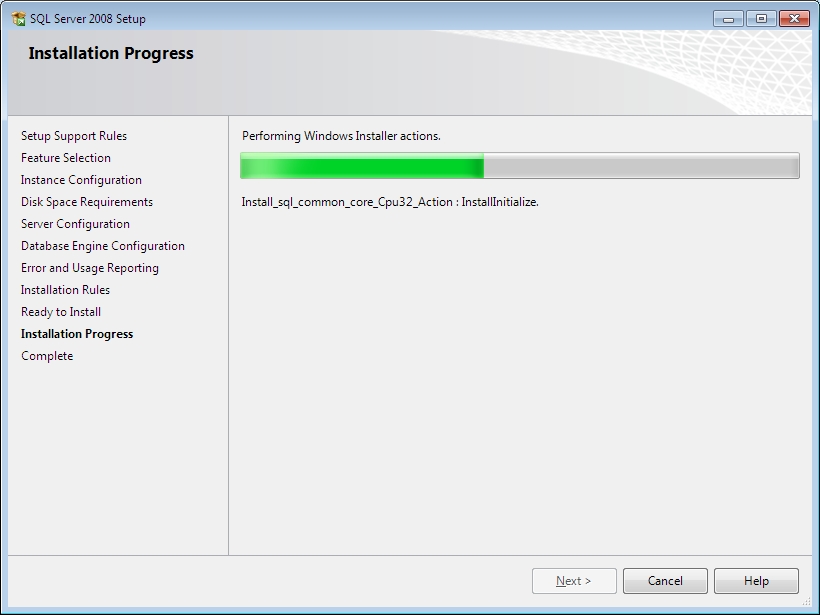 SQL Server 2008 Setup
Installation Progress
Setup Support Rules
Feature Selection
Instance Configuration
Disk Space Requirements
Server Configuration
Database Engine Configuration
Error and Usage Reporting
Installation Rules
Ready to Install
Installation Progress
Complete
Performing Windows Installer actions.
Install_sql_common_core_Cpu32_Action : InstallInitialize.
Next >
Cancel
Help